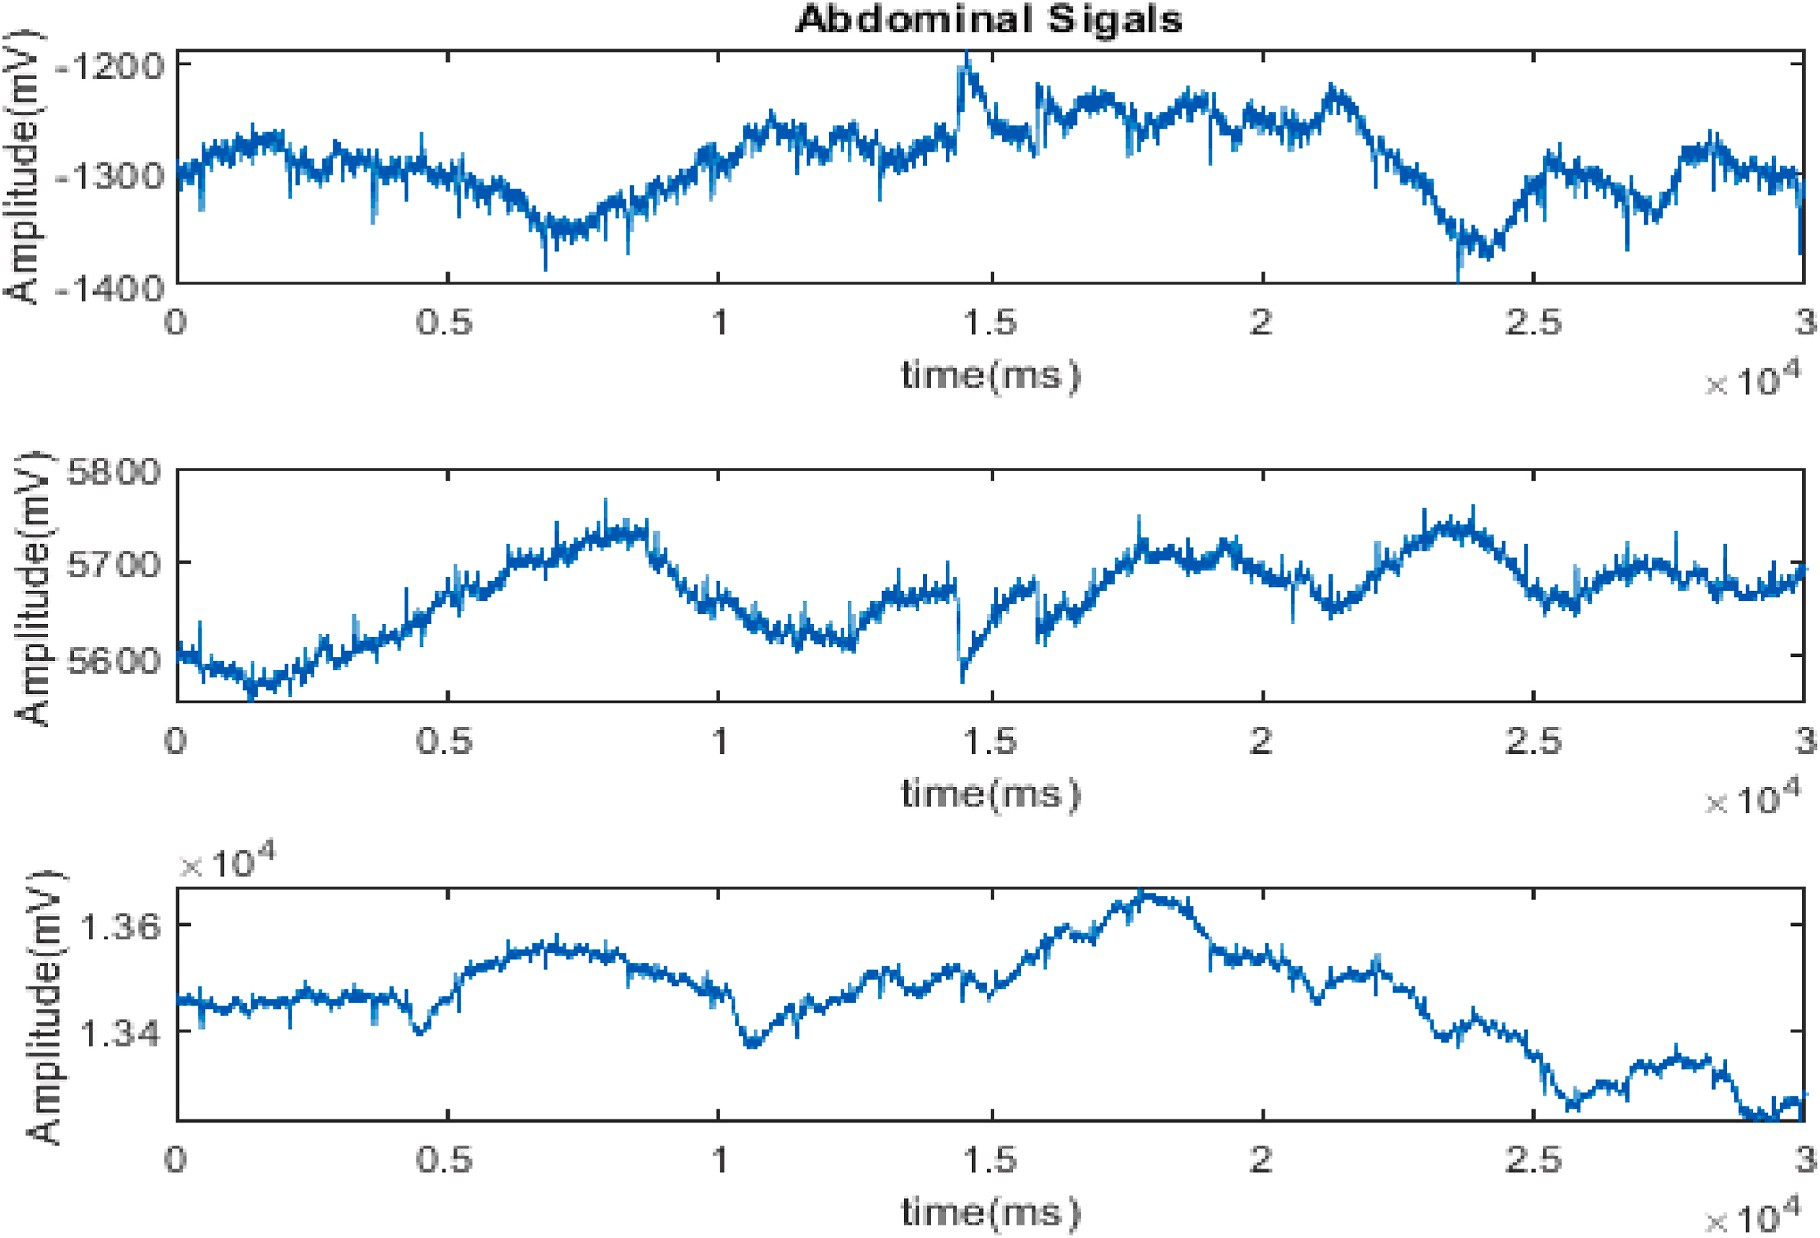 Abdominal Sigals
Amplitude(mV)
-1200
-1300
-1400
0 0.5 1 1.5 2 2.5 3
time(ms)
×10⁴
Amplitude(mV)
5800
5700
5600
0 0.5 1 1.5 2 2.5 3
time(ms)
×10⁴
×10⁴
Amplitude(mV)
1.36
1.34
0 0.5 1 1.5 2 2.5 3
time(ms)
×10⁴